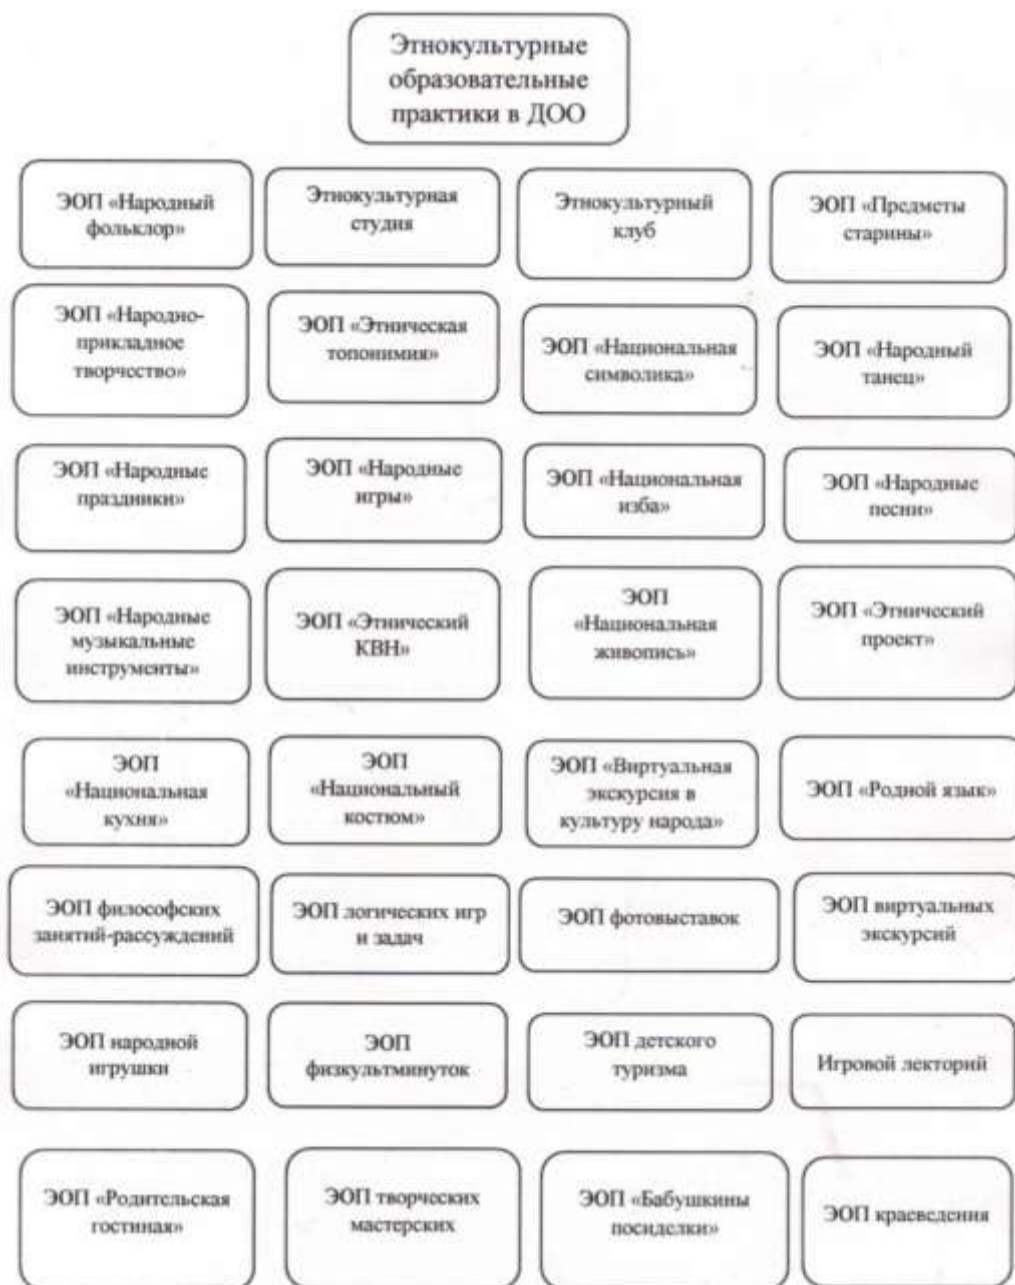 Этнокультурные
образовательные
практики в ДОО
ЭОП «Народный
фольклор»
Этнокультурная
студия
Этнокультурный
клуб
ЭОП «Предметы
старины»
ЭОП «Народно-
прикладное
творчество»
ЭОП «Этническая
топонимия»
ЭОП «Национальная
символика»
ЭОП «Народный
танец»
ЭОП «Народные
праздники»
ЭОП «Народные
игры»
ЭОП «Национальная
изба»
ЭОП «Народные
песни»
ЭОП «Народные
музыкальные
инструменты»
ЭОП «Этнический
КВН»
ЭОП
«Национальная
живопись»
ЭОП «Этнический
проект»
ЭОП
«Национальная
кухня»
ЭОП
«Национальный
костюм»
ЭОП «Виртуальная
экскурсия в
культуру народа»
ЭОП «Родной язык»
ЭОП философских
занятий-рассуждений
ЭОП логических игр
и задач
ЭОП фотовыставок
ЭОП виртуальных
экскурсий
ЭОП народной
игрушки
ЭОП
физкультминуток
ЭОП детского
туризма
Игровой лекторий
ЭОП «Родительская
гостиная»
ЭОП творческих
мастерских
ЭОП «Бабушкины
посиделки»
ЭОП краеведения